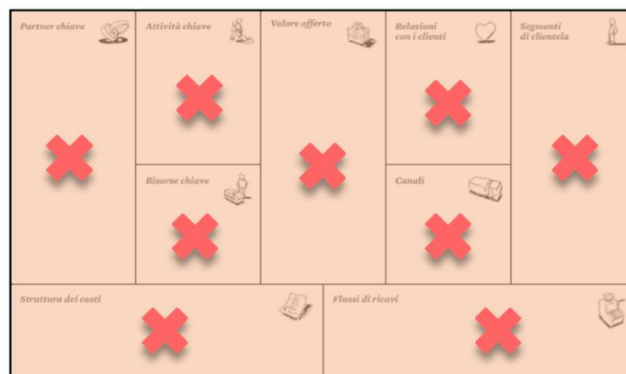 Partner chiave
Attività chiave
Valore offerto
Relazioni
con i clienti
Segmenti
di clientela
Risorse chiave
Canali
Struttura dei costi
Flussi di ricavi